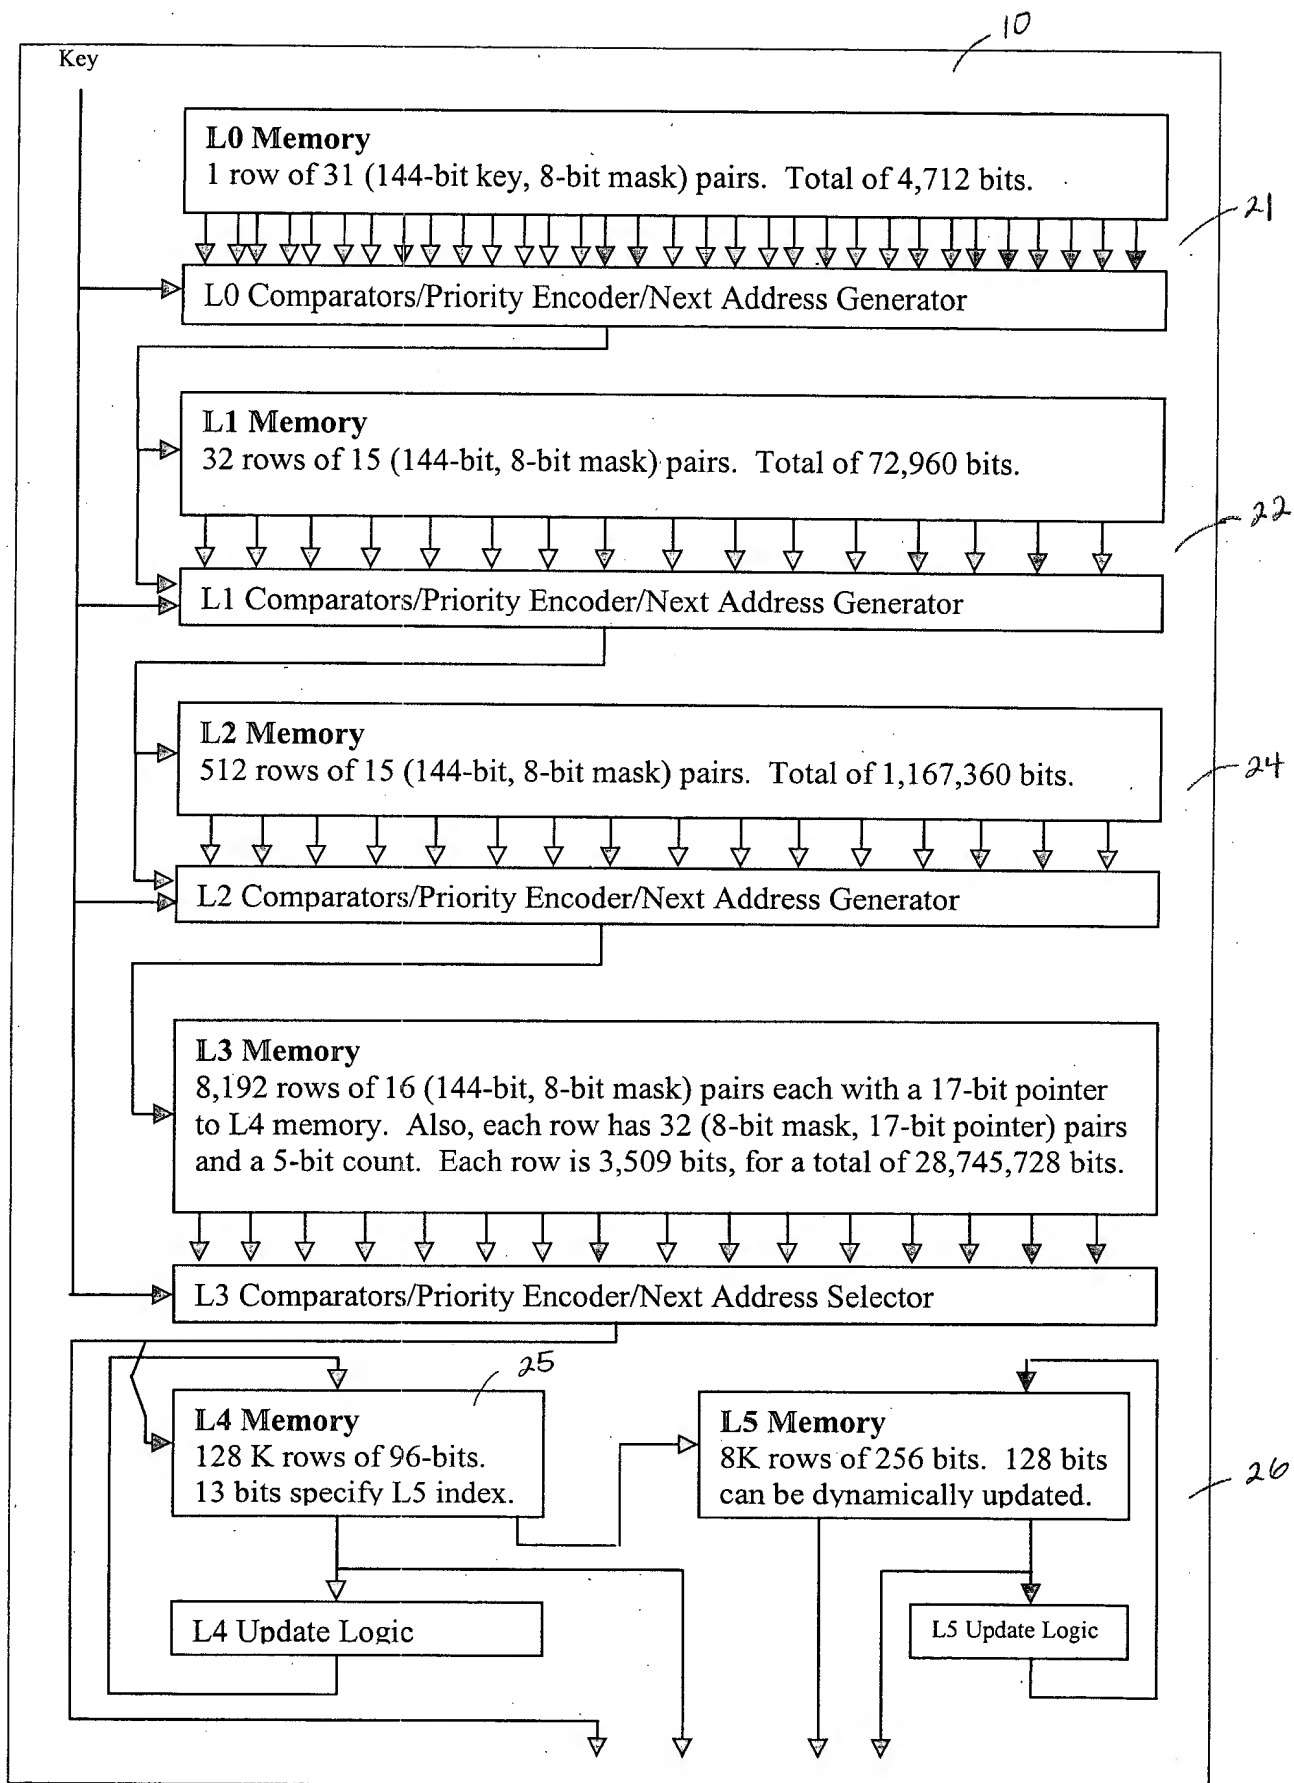 10
Key
L0 Memory
1 row of 31 (144-bit key, 8-bit mask) pairs. Total of 4,712 bits.
21
L0 Comparators/Priority Encoder/Next Address Generator
L1 Memory
32 rows of 15 (144-bit, 8-bit mask) pairs. Total of 72,960 bits.
22
L1 Comparators/Priority Encoder/Next Address Generator
L2 Memory
512 rows of 15 (144-bit, 8-bit mask) pairs. Total of 1,167,360 bits.
24
L2 Comparators/Priority Encoder/Next Address Generator
L3 Memory
8,192 rows of 16 (144-bit, 8-bit mask) pairs each with a 17-bit pointer
to L4 memory. Also, each row has 32 (8-bit mask, 17-bit pointer) pairs
and a 5-bit count. Each row is 3,509 bits, for a total of 28,745,728 bits.
L3 Comparators/Priority Encoder/Next Address Selector
25
L4 Memory
128 K rows of 96-bits.
13 bits specify L5 index.
L5 Memory
8K rows of 256 bits. 128 bits
can be dynamically updated.
26
L4 Update Logic
L5 Update Logic